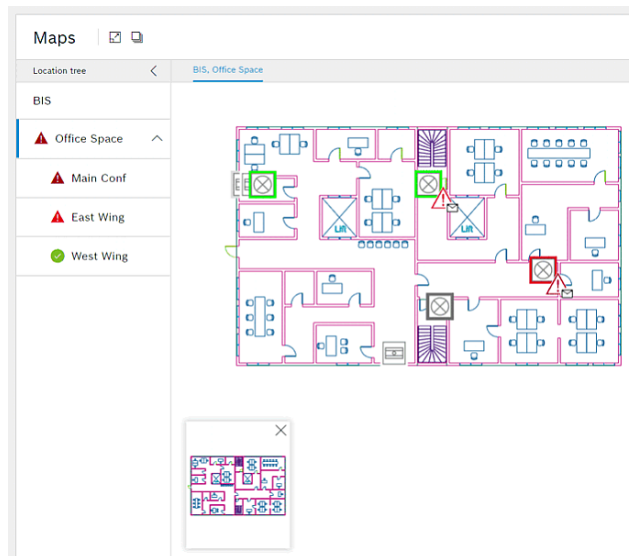 Maps
Location tree
BIS, Office Space
BIS
Office Space
Main Conf
East Wing
West Wing
Lift
Lift